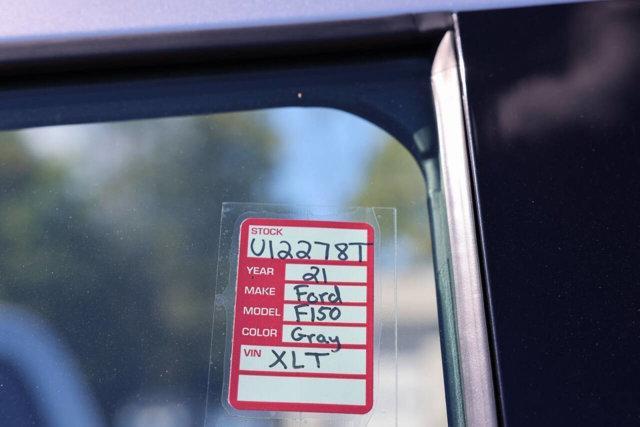 STOCK
U12278T
YEAR 21
MAKE Ford
MODEL F150
COLOR Gray
VIN XLT